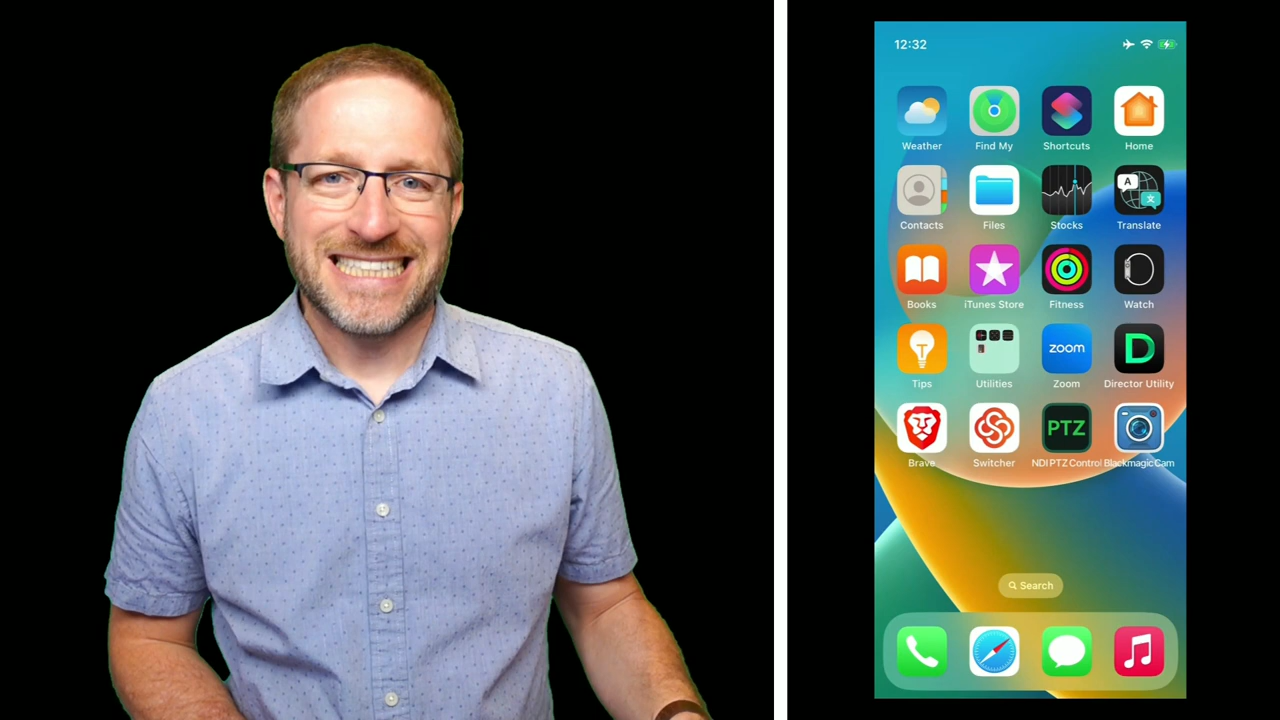 12:32
Weather Find My Shortcuts Home
A 文
Contacts Files Stocks Translate
Books iTunes Store Fitness Watch
zoom D
Tips Utilities Zoom Director Utility
PTZ
Brave Switcher NDI PTZ Control Blackmagic Cam
Search